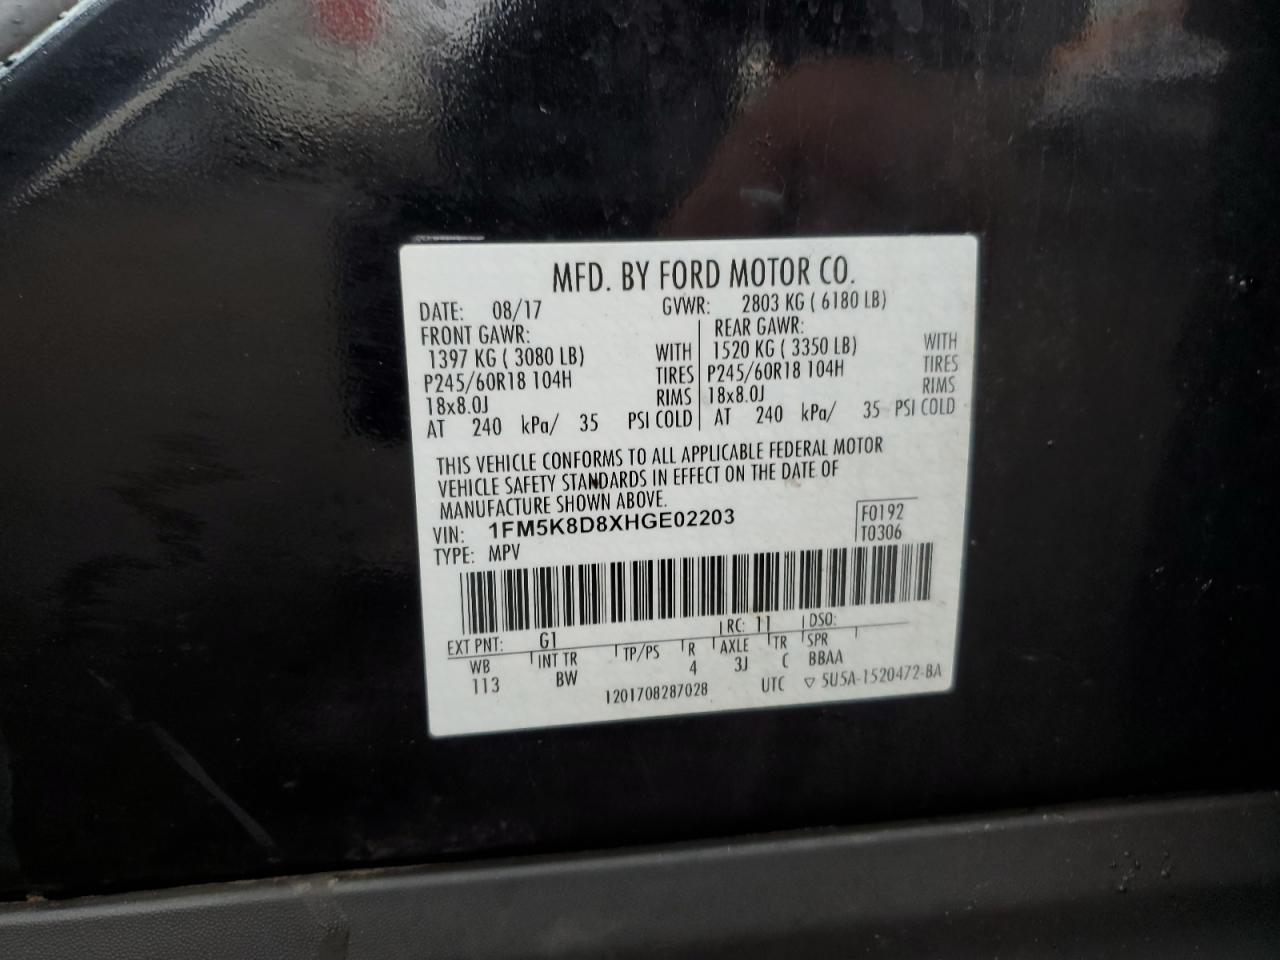 MFD. BY FORD MOTOR CO.
DATE: 08/17 GVWR: 2803 KG ( 6180 LB)
FRONT GAWR: REAR GAWR:
1397 KG ( 3080 LB) WITH 1520 KG ( 3350 LB) WITH
P245/60R18 104H TIRES P245/60R18 104H TIRES
18x8.0J RIMS 18x8.0J RIMS
AT 240 kPa/ 35 PSI COLD AT 240 kPa/ 35 PSI COLD
THIS VEHICLE CONFORMS TO ALL APPLICABLE FEDERAL MOTOR
VEHICLE SAFETY STANDARDS IN EFFECT ON THE DATE OF
MANUFACTURE SHOWN ABOVE.
VIN: 1FM5K8D8XHGE02203 F0192
TYPE: MPV T0306
EXT PNT: G1 RC: 11 DSO:
WB INT TR TP/PS R AXLE TR SPR
113 BW 4 3J C BBAA
1201708287028 UTC ▽ 5U5A-1520472-BA